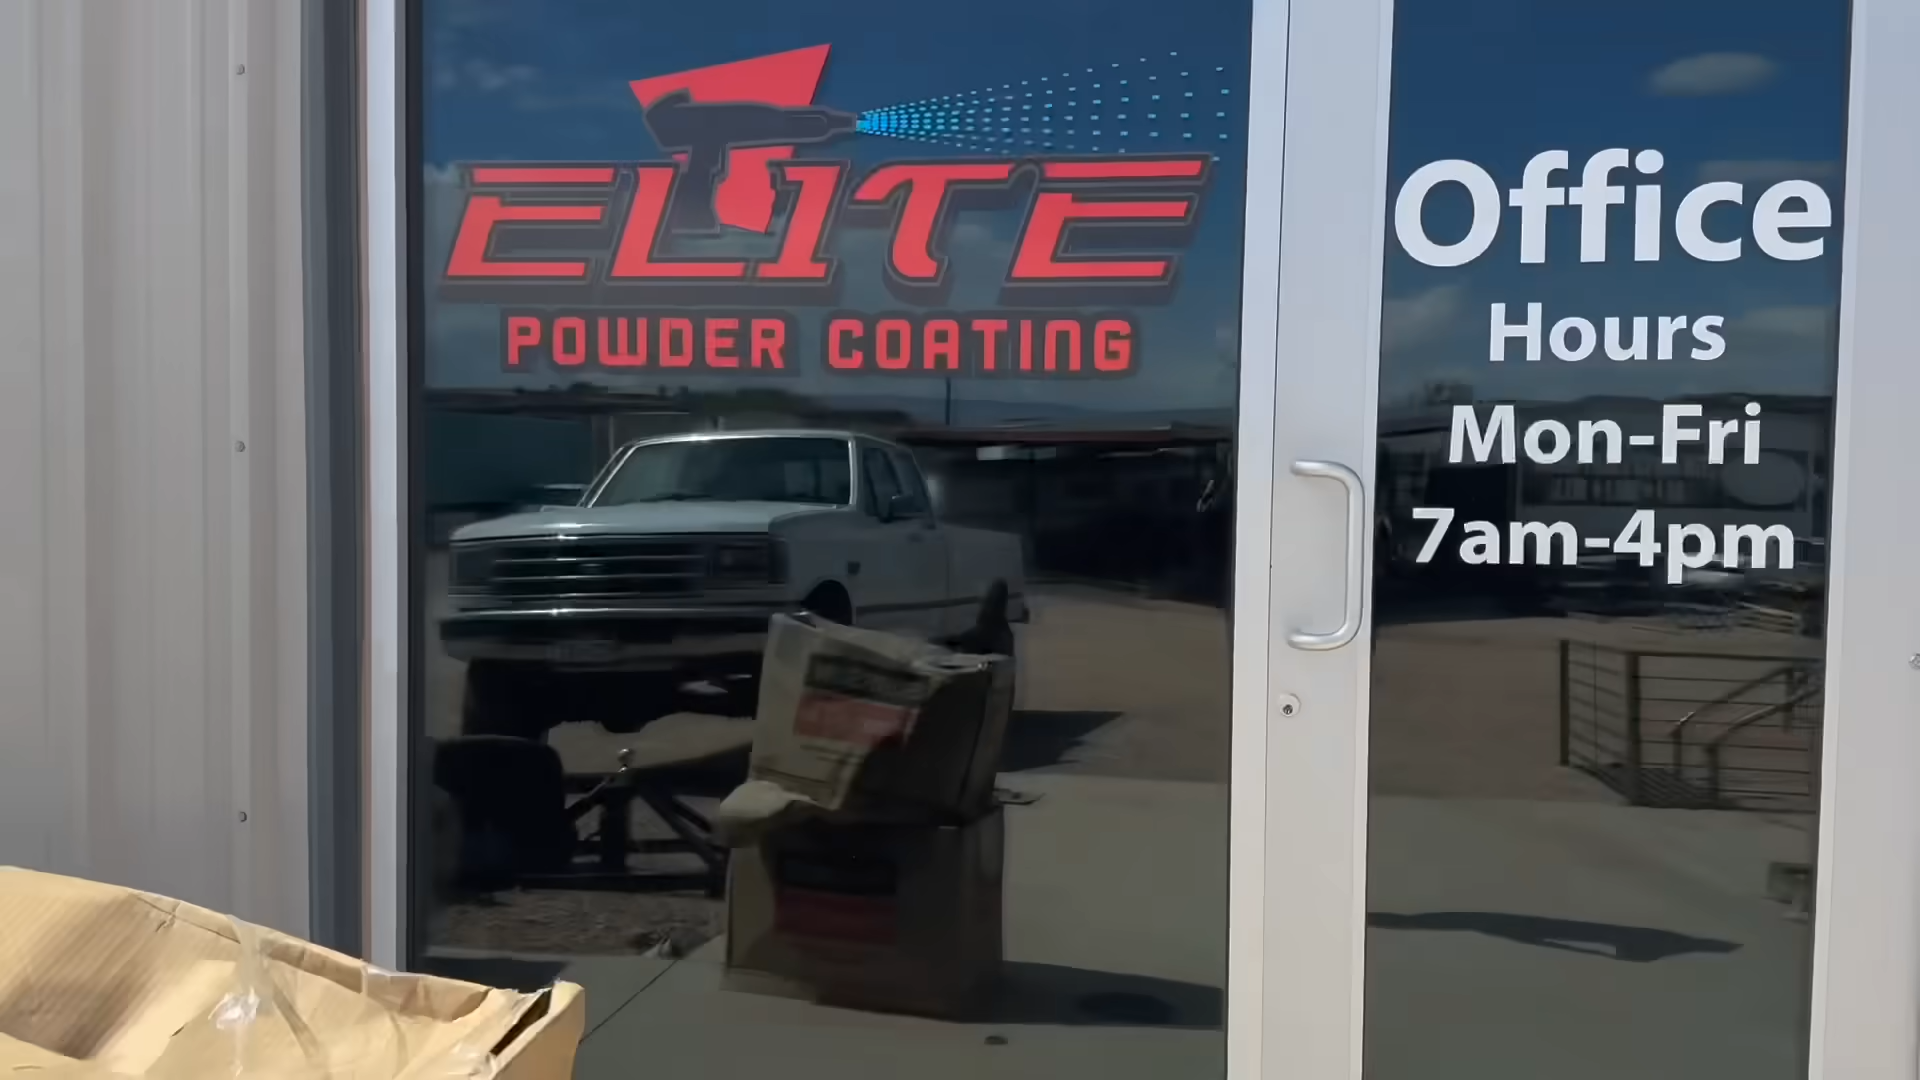 ELITE
POWDER COATING
Office
Hours
Mon-Fri
7am-4pm